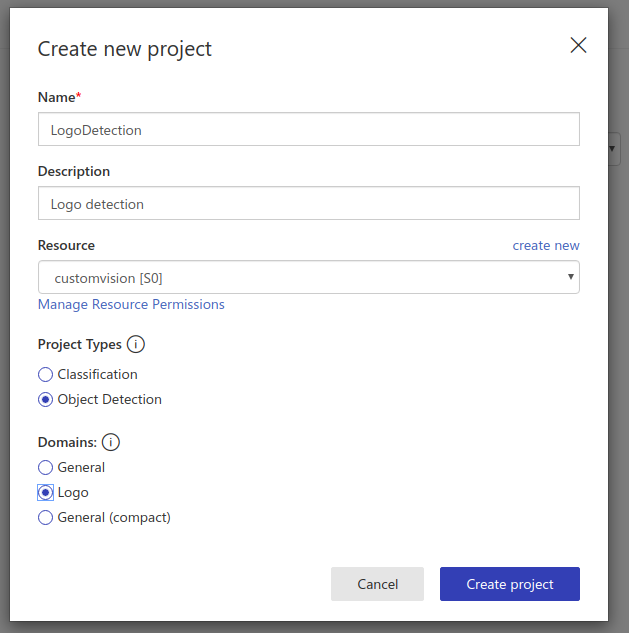 Create new project
Name*
LogoDetection
Description
Logo detection
Resource create new
customvision [S0]
Manage Resource Permissions
Project Types i
Classification
Object Detection
Domains: i
General
Logo
General (compact)
Cancel Create project